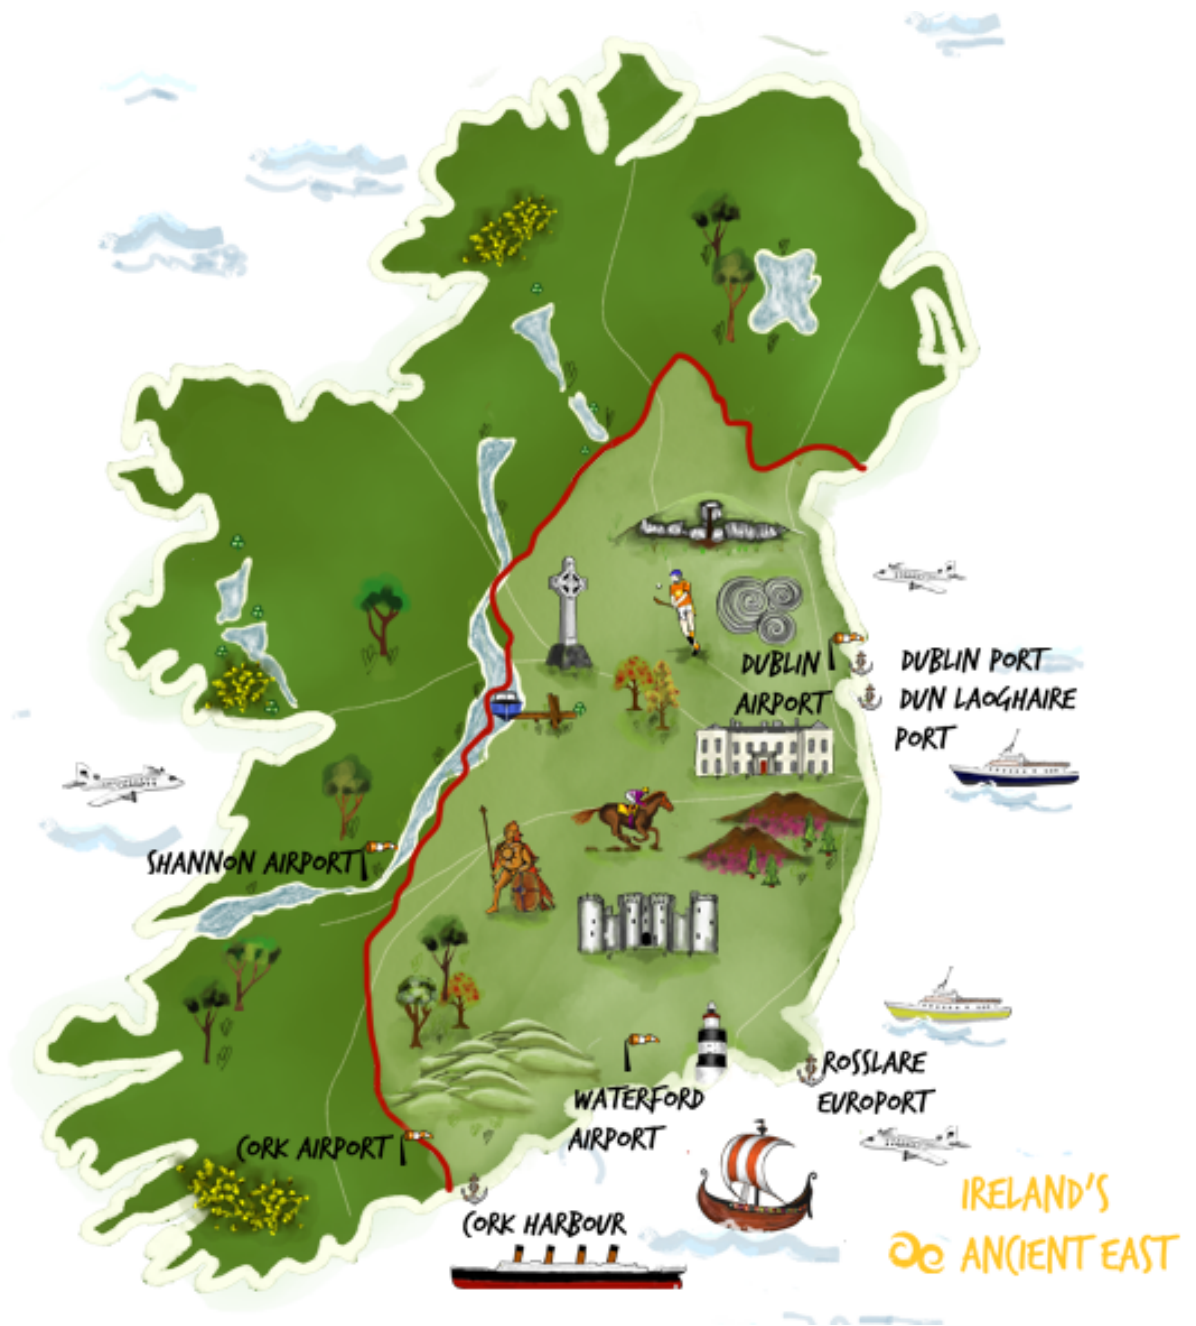 DUBLIN
AIRPORT
DUBLIN PORT
DUN LAOGHAIRE
PORT
SHANNON AIRPORT
ROSSLARE
EUROPORT
WATERFORD
AIRPORT
CORK AIRPORT
CORK HARBOUR
IRELAND'S
ANCIENT EAST